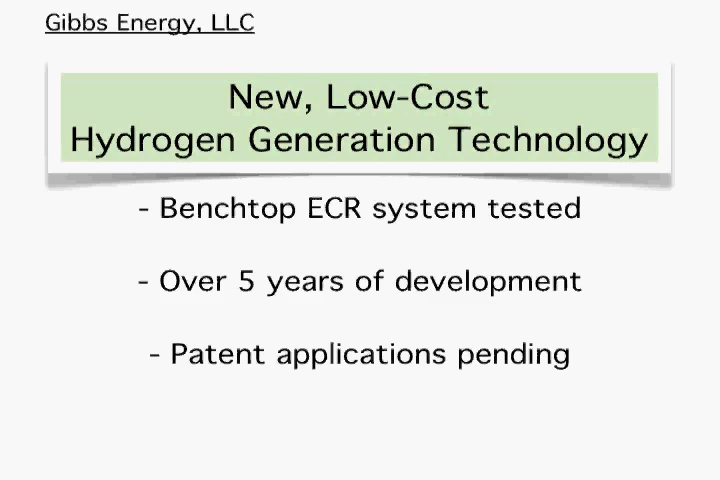 Gibbs Energy, LLC
New, Low-Cost
Hydrogen Generation Technology
- Benchtop ECR system tested
- Over 5 years of development
- Patent applications pending